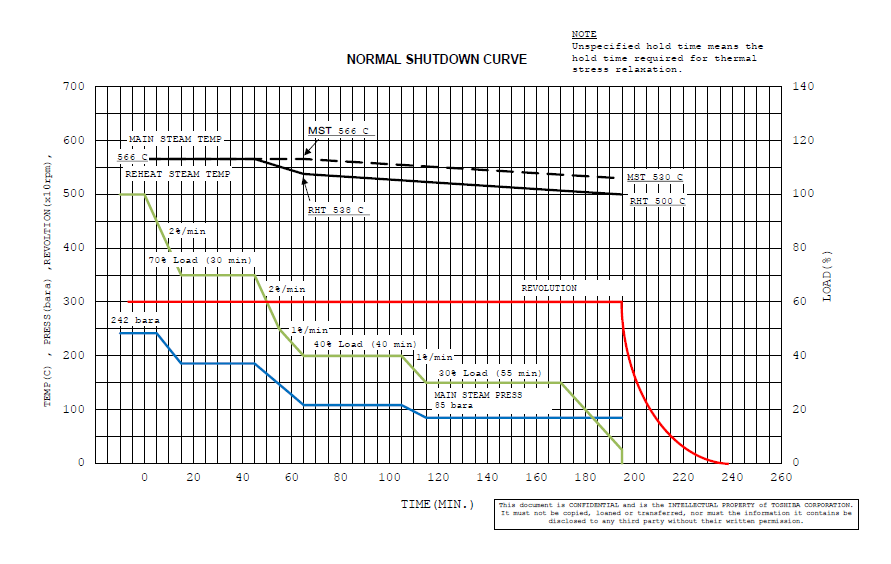 NOTE
Unspecified hold time means the
hold time required for thermal
stress relaxation.
NORMAL SHUTDOWN CURVE
700
600
500
400
300
200
100
0
TEMP(C) , PRESS(bara) ,REVOLTION(x10rpm),
140
120
100
80
60
40
20
0
LOAD(%)
MAIN STEAM TEMP
MST 566 C
566 C
REHEAT STEAM TEMP
MST 530 C
RHT 538 C
RHT 500 C
2%/min
70% Load (30 min)
2%/min
REVOLUTION
242 bara
1%/min
40% Load (40 min)
1%/min
30% Load (55 min)
MAIN STEAM PRESS
85 bara
0 20 40 60 80 100 120 140 160 180 200 220 240 260
TIME(MIN.)
This document is CONFIDENTIAL and is the INTELLECTUAL PROPERTY of TOSHIBA CORPORATION.
It must not be copied, loaned or transferred, nor must the information it contains be
disclosed to any third party without their written permission.